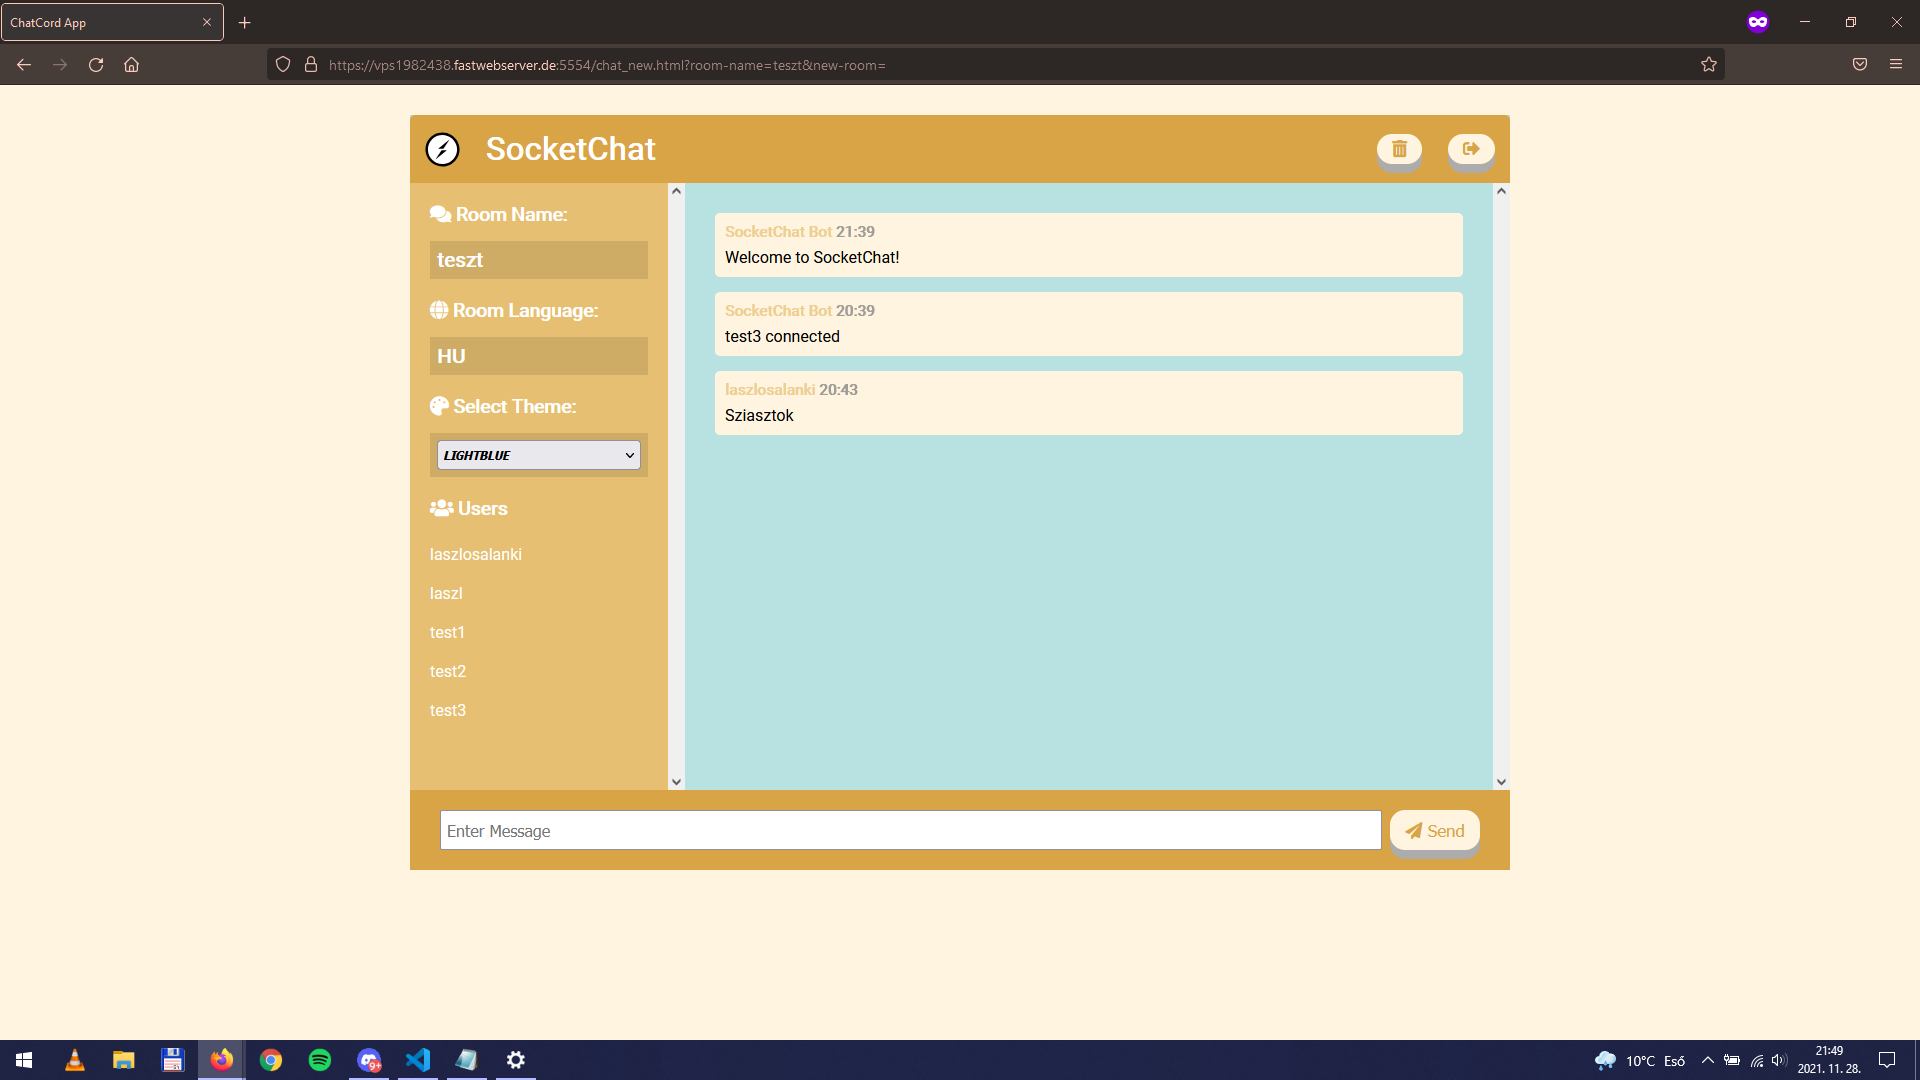 ChatCord App
https://vps1982438.fastwebserver.de:5554/chat_new.html?room-name=teszt&new-room=
SocketChat
Room Name:
teszt
Room Language:
HU
Select Theme:
LIGHTBLUE
Users
laszlosalanki
laszl
test1
test2
test3
SocketChat Bot 21:39
Welcome to SocketChat!
SocketChat Bot 20:39
test3 connected
laszlosalanki 20:43
Sziasztok
Enter Message
Send
9+
10°C Eső
21:49
2021. 11. 28.